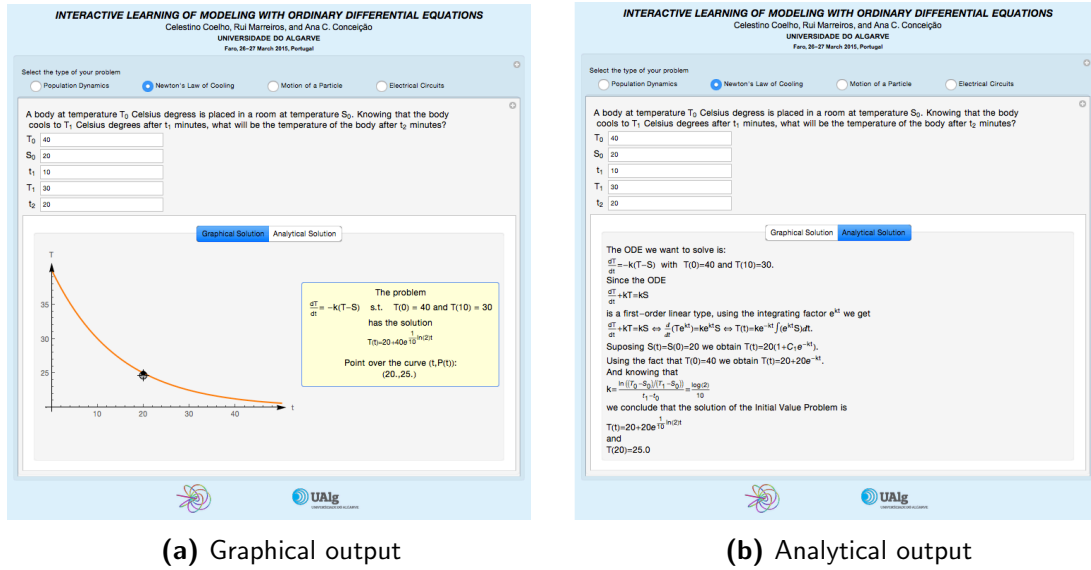 INTERACTIVE LEARNING OF MODELING WITH ORDINARY DIFFERENTIAL EQUATIONS
Celestino Coelho, Rui Marreiros, and Ana C. Conceição
UNIVERSIDADE DO ALGARVE
Faro, 26–27 March 2015, Portugal
Select the type of your problem
Population Dynamics Newton's Law of Cooling Motion of a Particle Electrical Circuits
A body at temperature T₀ Celsius degress is placed in a room at temperature S₀. Knowing that the body
cools to T₁ Celsius degrees after t₁ minutes, what will be the temperature of the body after t₂ minutes?
T₀ 40
S₀ 20
t₁ 10
T₁ 30
t₂ 20
Graphical Solution Analytical Solution
T
35
30
25
10 20 30 40 t
The problem
dT/dt = −k(T−S) s.t. T(0) = 40 and T(10) = 30
has the solution
T(t)=20+40e^(1/10 ln(2)t)
Point over the curve (t,P(t)):
(20.,25.)
UAlg
UNIVERSIDADE DO ALGARVE
(a) Graphical output
INTERACTIVE LEARNING OF MODELING WITH ORDINARY DIFFERENTIAL EQUATIONS
Celestino Coelho, Rui Marreiros, and Ana C. Conceição
UNIVERSIDADE DO ALGARVE
Faro, 26–27 March 2015, Portugal
Select the type of your problem
Population Dynamics Newton's Law of Cooling Motion of a Particle Electrical Circuits
A body at temperature T₀ Celsius degress is placed in a room at temperature S₀. Knowing that the body
cools to T₁ Celsius degrees after t₁ minutes, what will be the temperature of the body after t₂ minutes?
T₀ 40
S₀ 20
t₁ 10
T₁ 30
t₂ 20
Graphical Solution Analytical Solution
The ODE we want to solve is:
dT/dt=−k(T−S) with T(0)=40 and T(10)=30.
Since the ODE
dT/dt+kT=kS
is a first-order linear type, using the integrating factor e^kt we get
dT/dt+kT=kS ⇔ d/dt(Te^kt)=ke^kt S ⇔ T(t)=ke^−kt ∫(e^kt S)dt.
Suposing S(t)=S(0)=20 we obtain T(t)=20(1+C₁e^−kt).
Using the fact that T(0)=40 we obtain T(t)=20+20e^−kt.
And knowing that
k=ln((T₀−S₀)/(T₁−S₀))/(t₁−t₀)=log(2)/10
we conclude that the solution of the Initial Value Problem is
T(t)=20+20e^(1/10 ln(2)t)
and
T(20)=25.0
UAlg
UNIVERSIDADE DO ALGARVE
(b) Analytical output